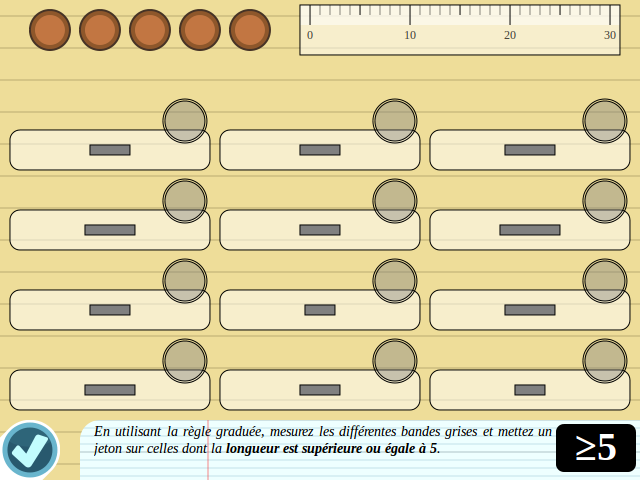 0 10 20 30
En utilisant la règle graduée, mesurez les différentes bandes grises et mettez un
jeton sur celles dont la longueur est supérieure ou égale à 5.
≥5